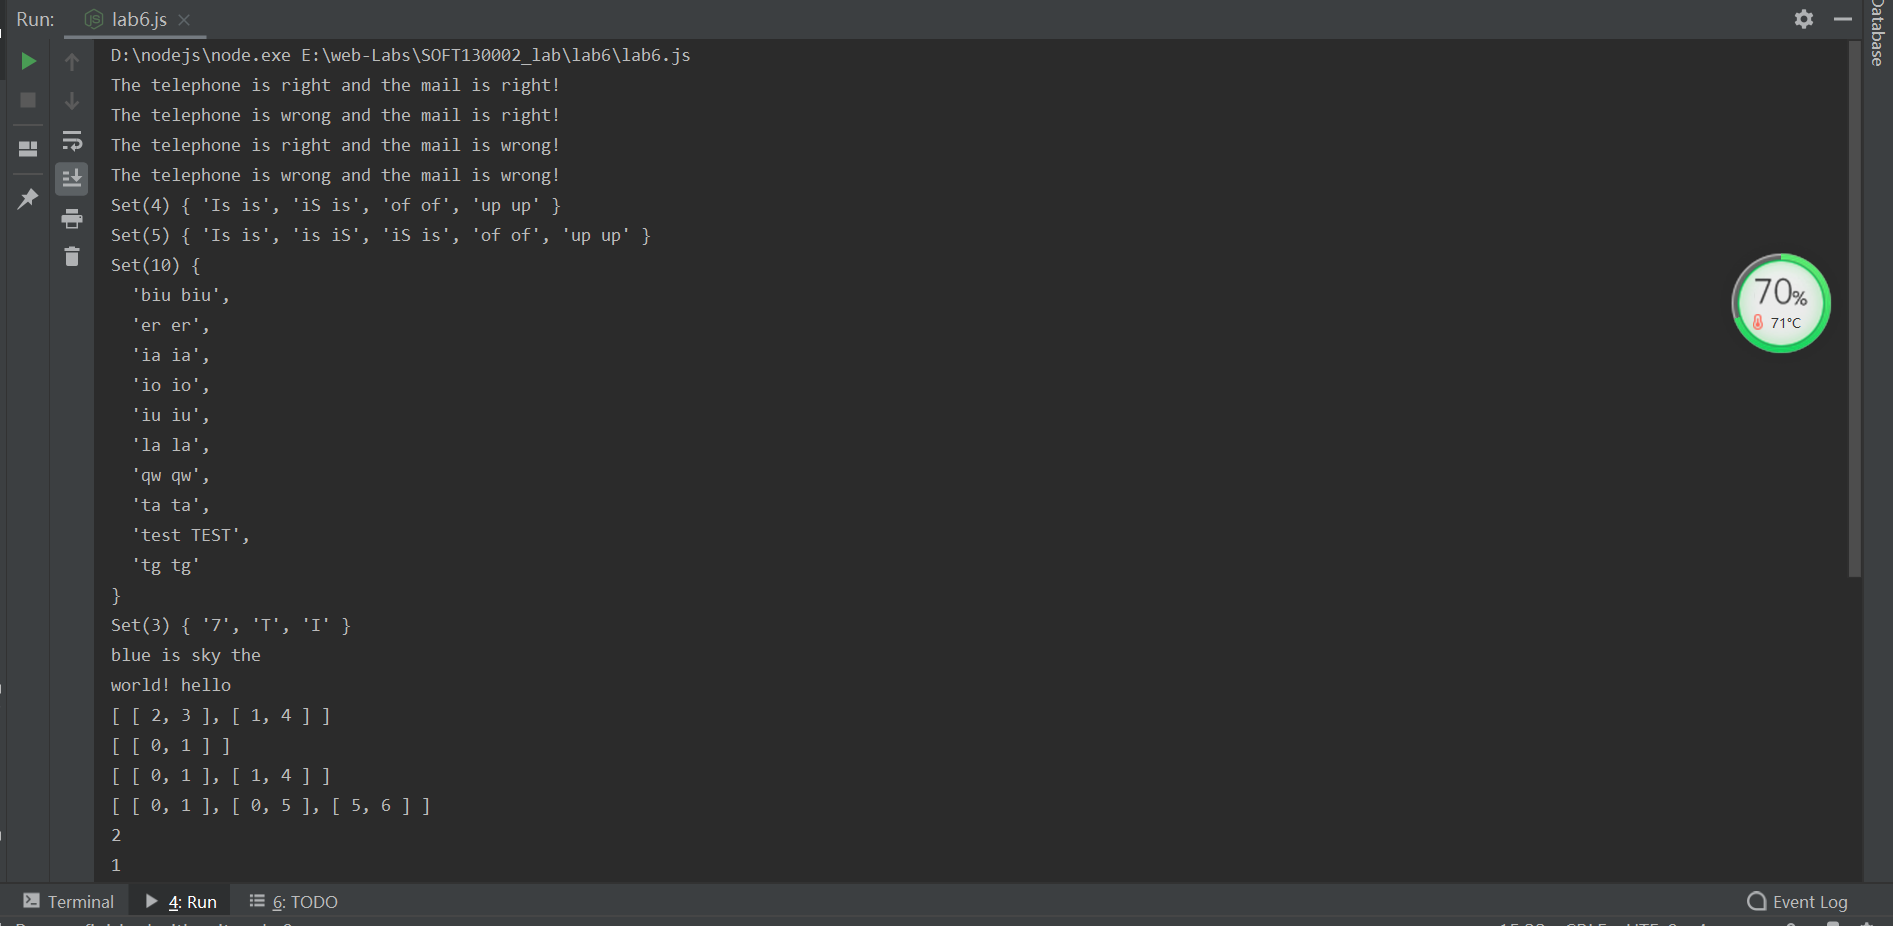 Run: lab6.js
D:\nodejs\node.exe E:\web-Labs\SOFT130002_lab\lab6\lab6.js
The telephone is right and the mail is right!
The telephone is wrong and the mail is right!
The telephone is right and the mail is wrong!
The telephone is wrong and the mail is wrong!
Set(4) { 'Is is', 'iS is', 'of of', 'up up' }
Set(5) { 'Is is', 'is iS', 'iS is', 'of of', 'up up' }
Set(10) {
  'biu biu',
  'er er',
  'ia ia',
  'io io',
  'iu iu',
  'la la',
  'qw qw',
  'ta ta',
  'test TEST',
  'tg tg'
}
Set(3) { '7', 'T', 'I' }
blue is sky the
world! hello
[ [ 2, 3 ], [ 1, 4 ] ]
[ [ 0, 1 ] ]
[ [ 0, 1 ], [ 1, 4 ] ]
[ [ 0, 1 ], [ 0, 5 ], [ 5, 6 ] ]
2
1
Database
70%
71°C
Terminal 4: Run 6: TODO Event Log